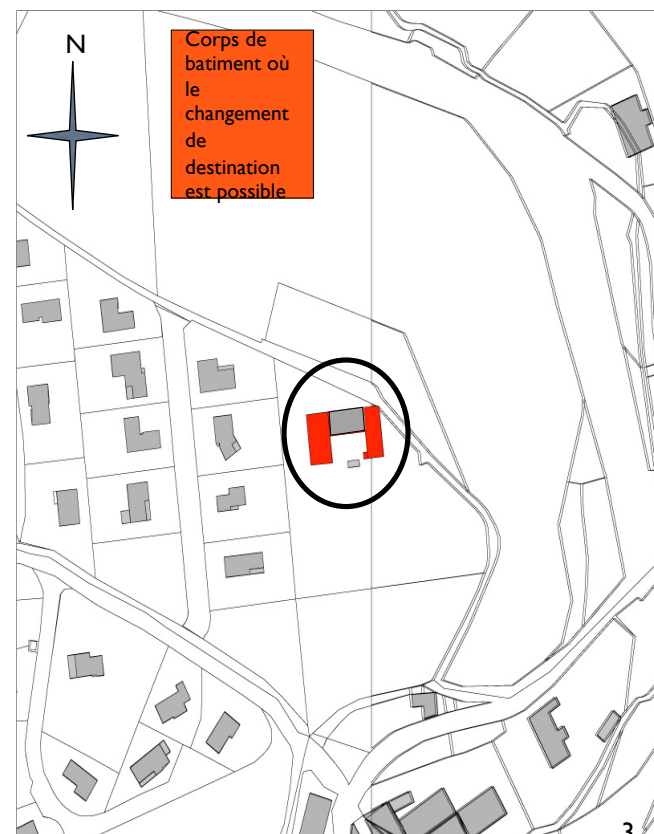 N
Corps de
batiment où
le
changement
de
destination
est possible
3